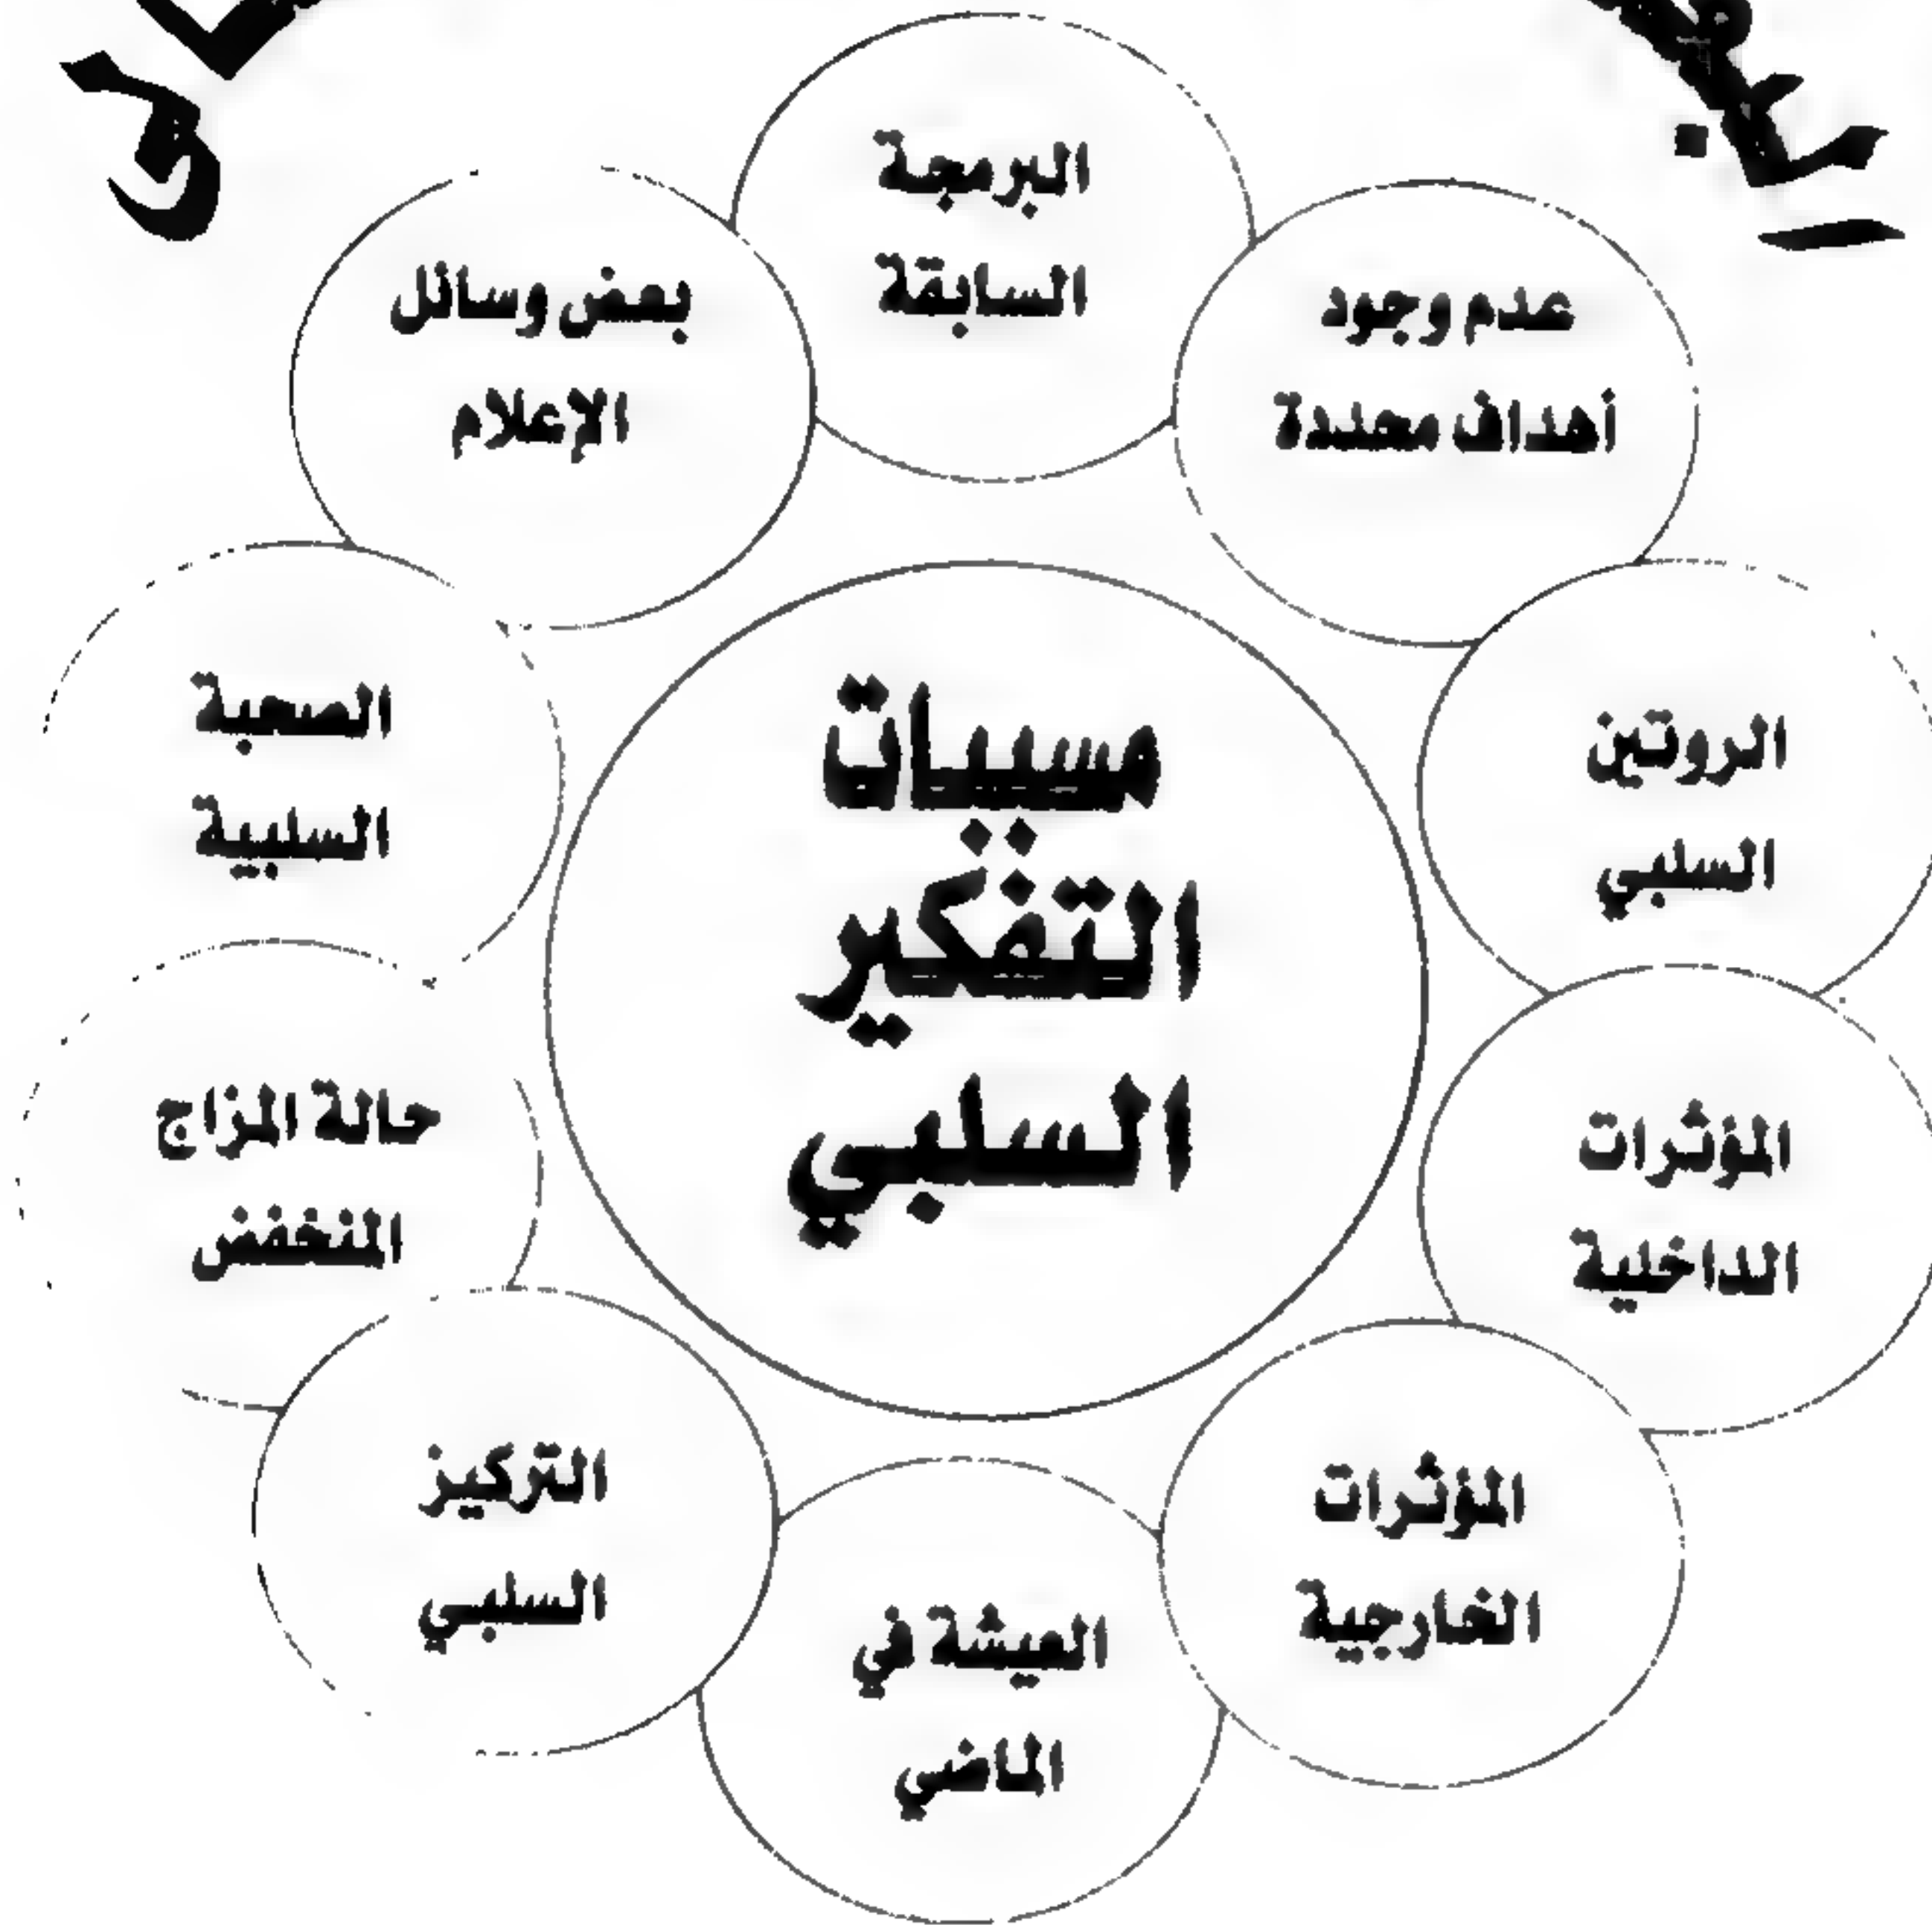 البرمجة
السابقة
عدم وجود
أهداف محددة
الروتين
السلبي
المؤثرات
الداخلية
المؤثرات
الخارجية
العيشة في
الماضي
التركيز
السلبي
حالة المزاج
المنخفض
الصحبة
السلبية
بعض وسائل
الإعلام
مسببات
التفكير
السلبي